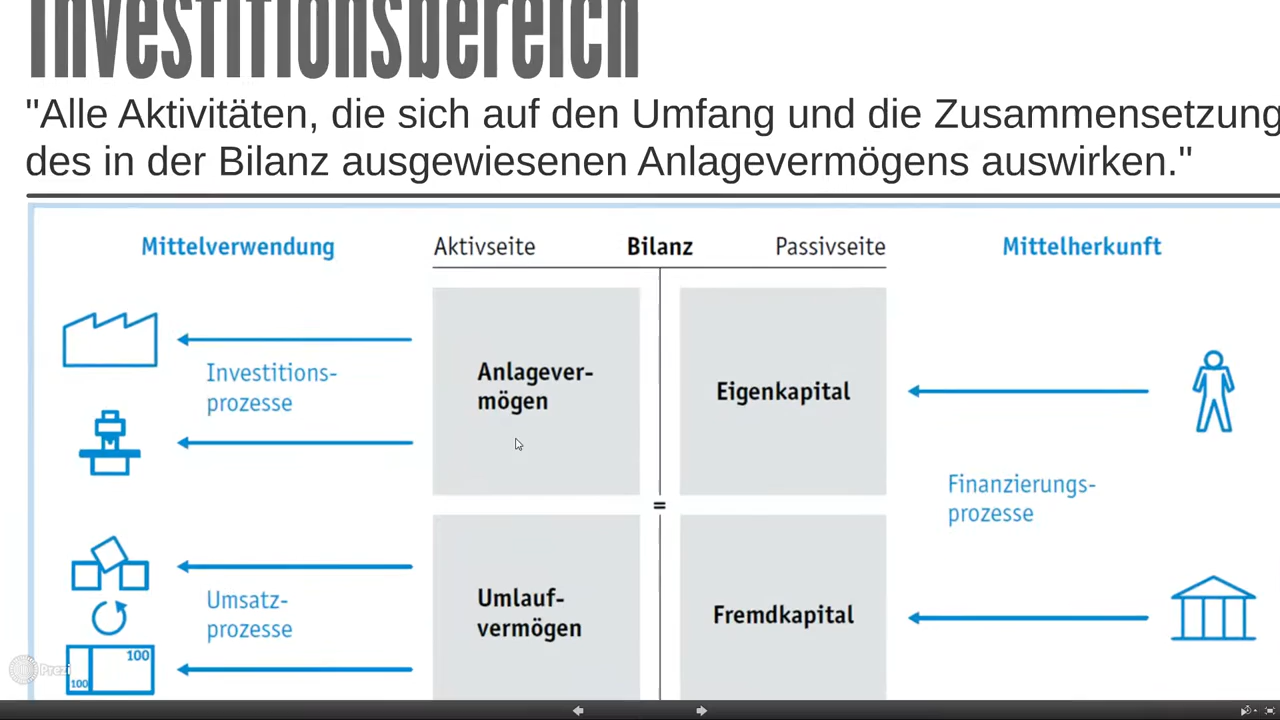 Investitionsbereich
"Alle Aktivitäten, die sich auf den Umfang und die Zusammensetzung
des in der Bilanz ausgewiesenen Anlagevermögens auswirken."
Mittelverwendung Aktivseite Bilanz Passivseite Mittelherkunft
Investitions-
prozesse
Anlagever-
mögen
Eigenkapital
Finanzierungs-
prozesse
=
Umsatz-
prozesse
Umlauf-
vermögen
Fremdkapital
100
100
Prezi